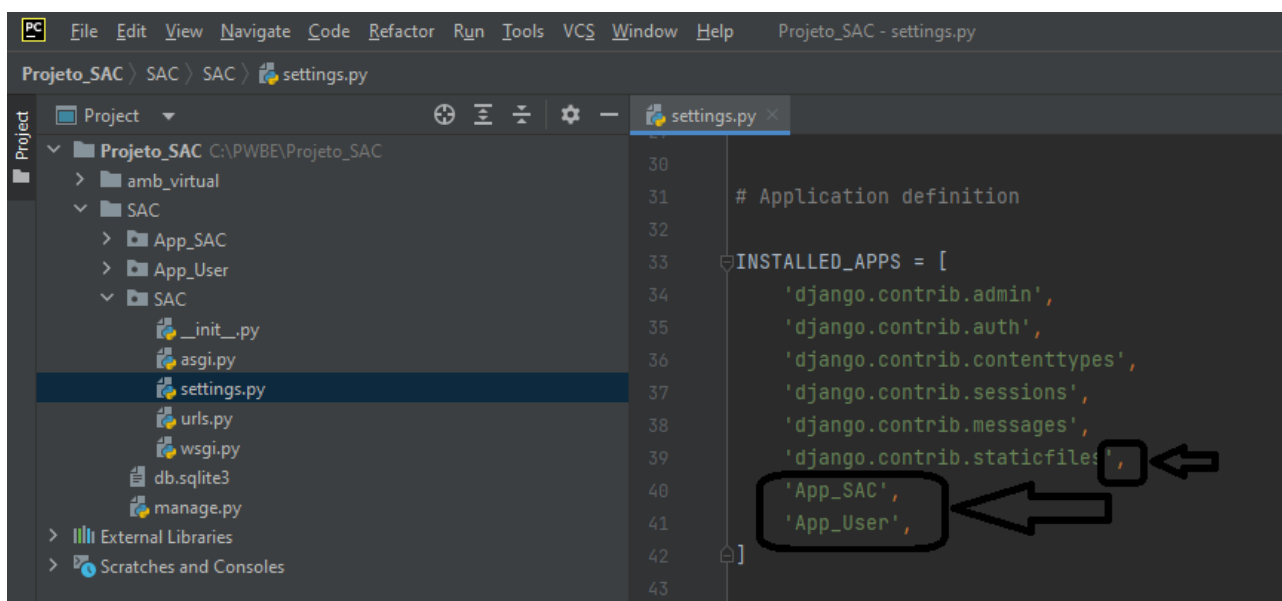 PC File Edit View Navigate Code Refactor Run Tools VCS Window Help Projeto_SAC - settings.py
Projeto_SAC 〉 SAC 〉 SAC 〉 settings.py
Project
Project
settings.py ×
Projeto_SAC C:\PWBE\Projeto_SAC
amb_virtual
SAC
App_SAC
App_User
SAC
__init__.py
asgi.py
settings.py
urls.py
wsgi.py
db.sqlite3
manage.py
External Libraries
Scratches and Consoles
30
31 # Application definition
32
33 INSTALLED_APPS = [
34 'django.contrib.admin',
35 'django.contrib.auth',
36 'django.contrib.contenttypes',
37 'django.contrib.sessions',
38 'django.contrib.messages',
39 'django.contrib.staticfiles',
40 'App_SAC',
41 'App_User',
42 ]
43